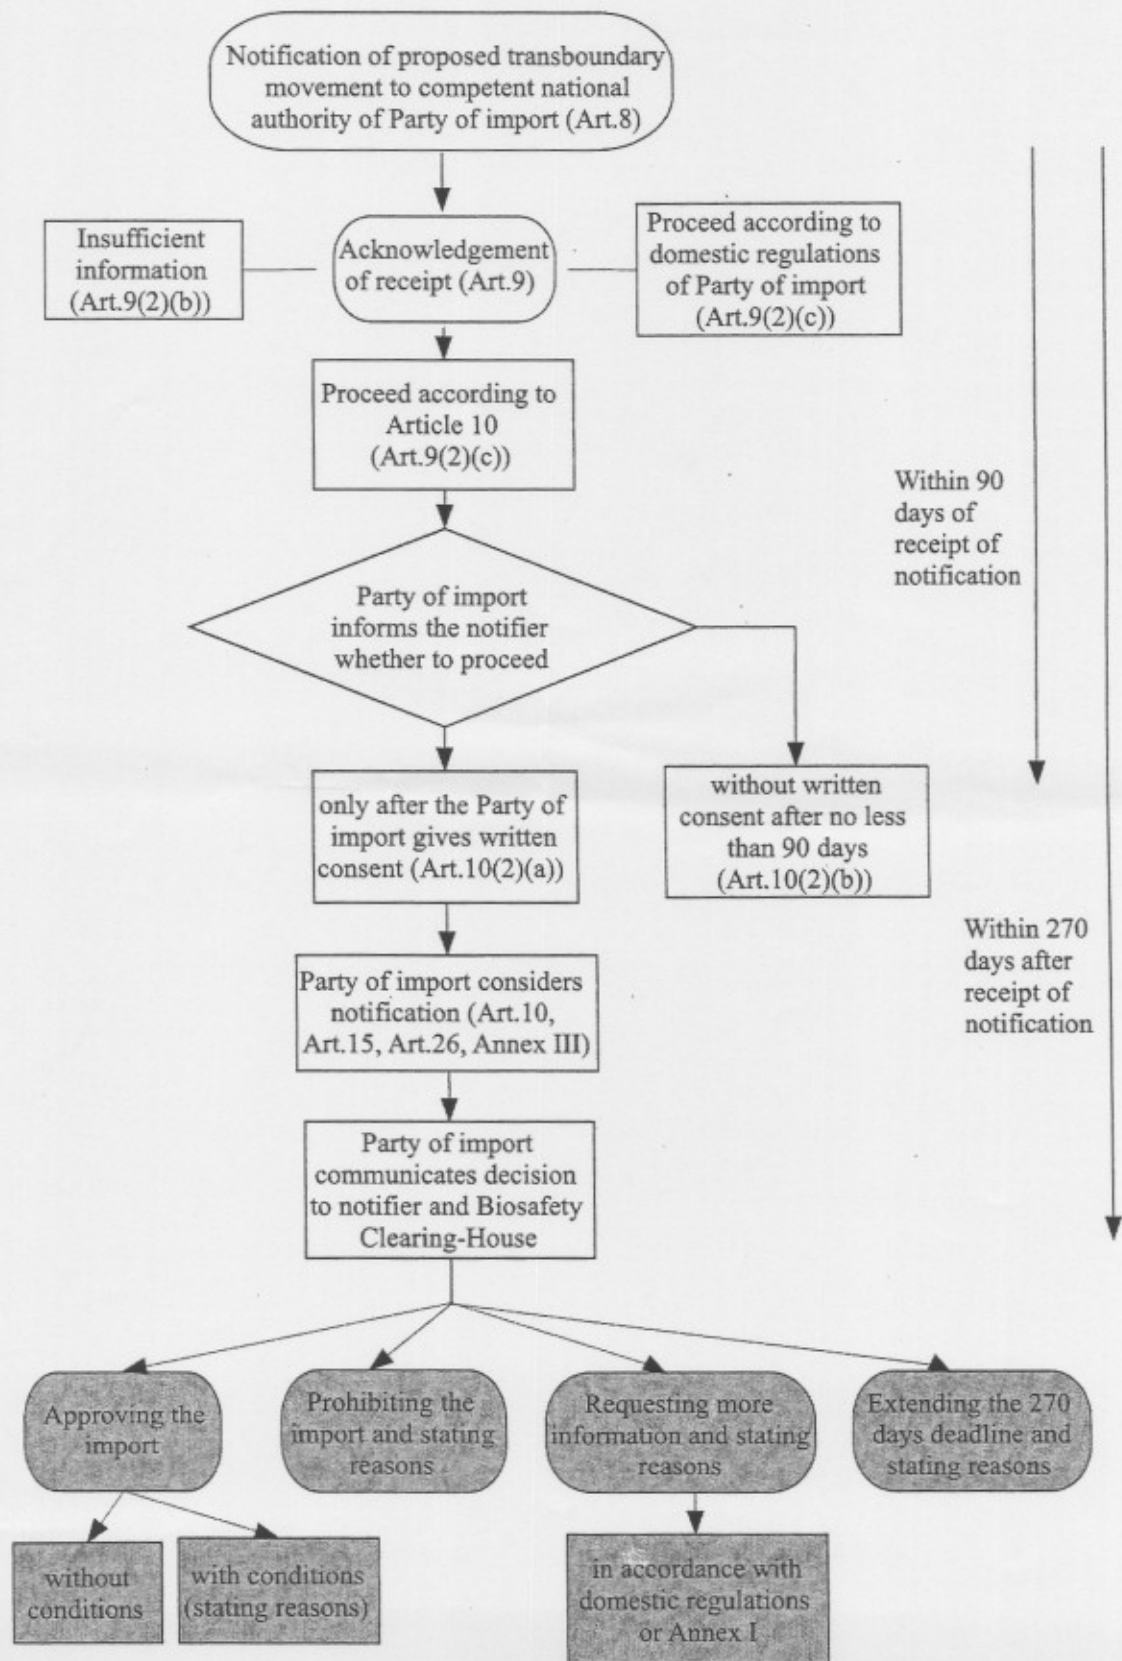 Notification of proposed transboundary
movement to competent national
authority of Party of import (Art.8)
Insufficient
information
(Art.9(2)(b))
Acknowledgement
of receipt (Art.9)
Proceed according to
domestic regulations
of Party of import
(Art.9(2)(c))
Proceed according to
Article 10
(Art.9(2)(c))
Within 90
days of
receipt of
notification
Party of import
informs the notifier
whether to proceed
only after the Party of
import gives written
consent (Art.10(2)(a))
without written
consent after no less
than 90 days
(Art.10(2)(b))
Within 270
days after
receipt of
notification
Party of import considers
notification (Art.10,
Art.15, Art.26, Annex III)
Party of import
communicates decision
to notifier and Biosafety
Clearing-House
Approving the
import
Prohibiting the
import and stating
reasons
Requesting more
information and stating
reasons
Extending the 270
days deadline and
stating reasons
without
conditions
with conditions
(stating reasons)
in accordance with
domestic regulations
or Annex I